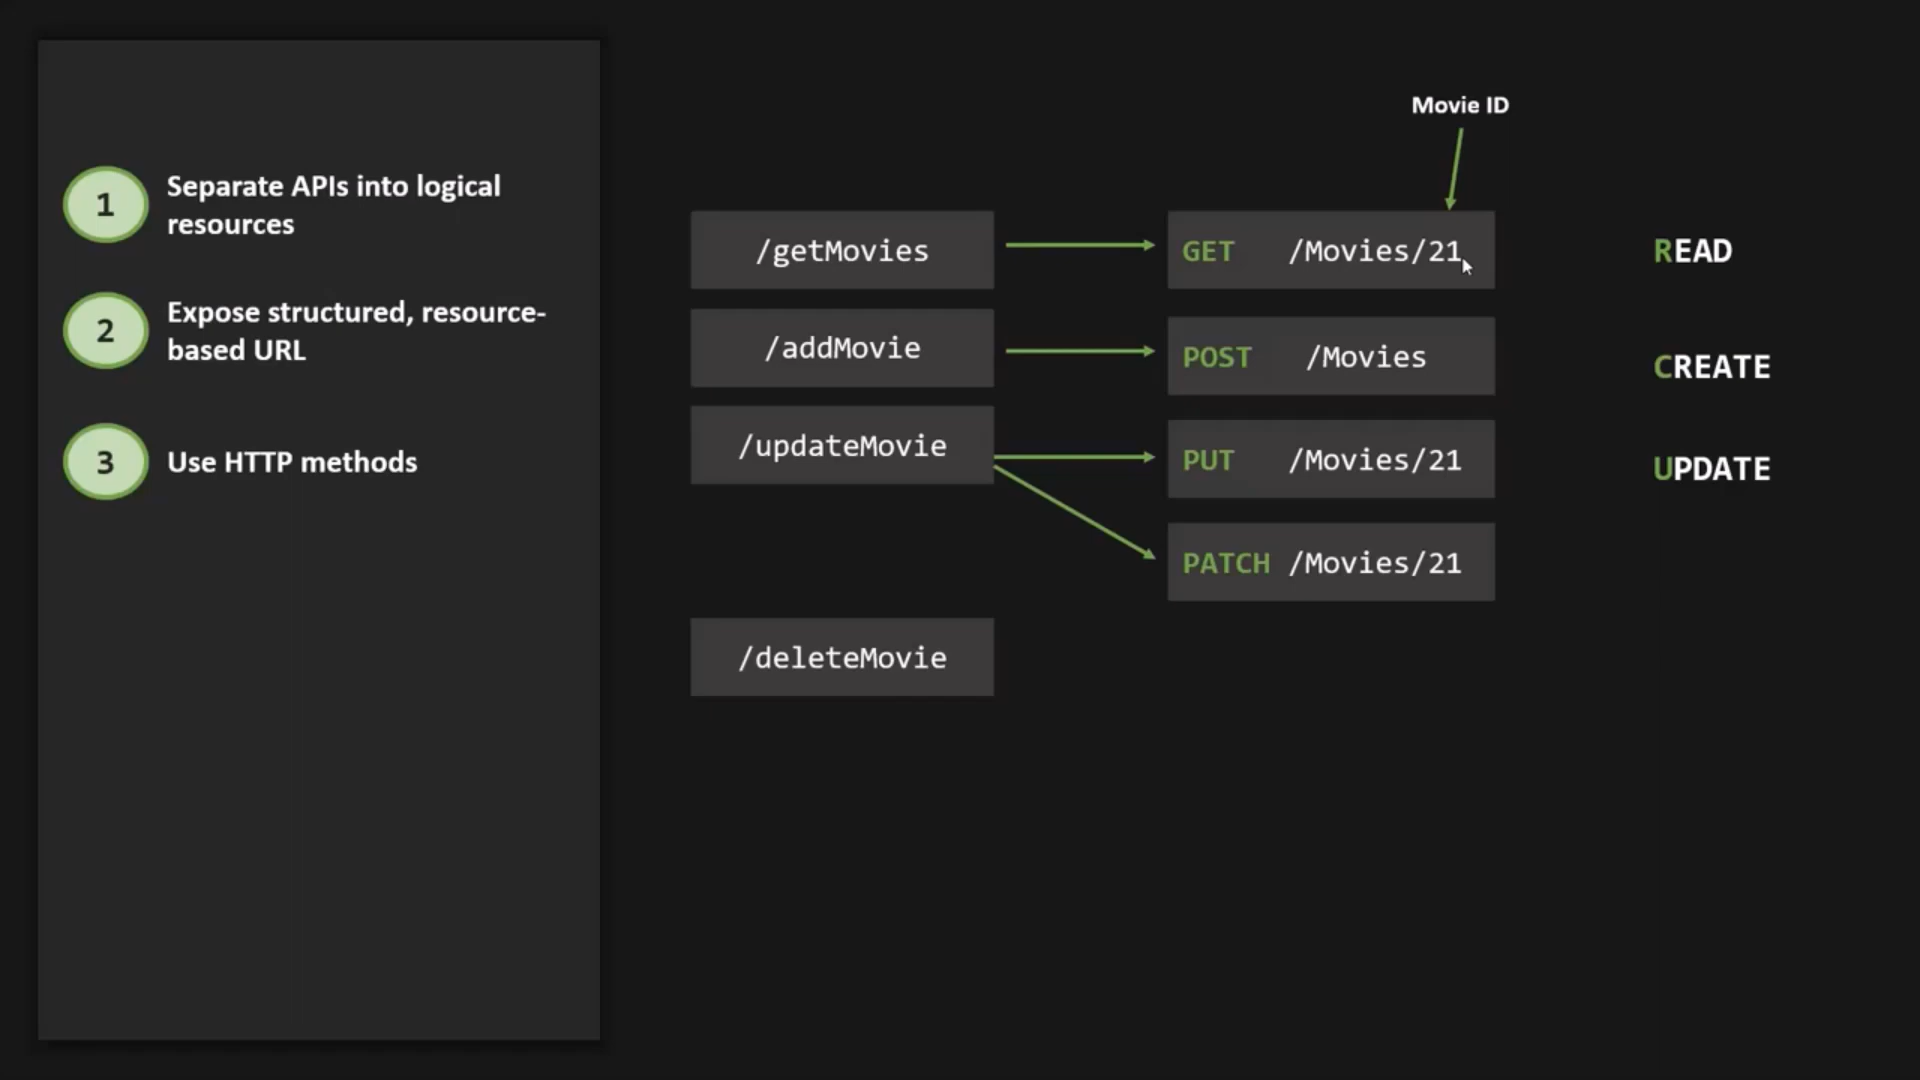 1
Separate APIs into logical
resources
2
Expose structured, resource-
based URL
3
Use HTTP methods
Movie ID
/getMovies
GET /Movies/21
READ
/addMovie
POST /Movies
CREATE
/updateMovie
PUT /Movies/21
UPDATE
PATCH /Movies/21
/deleteMovie